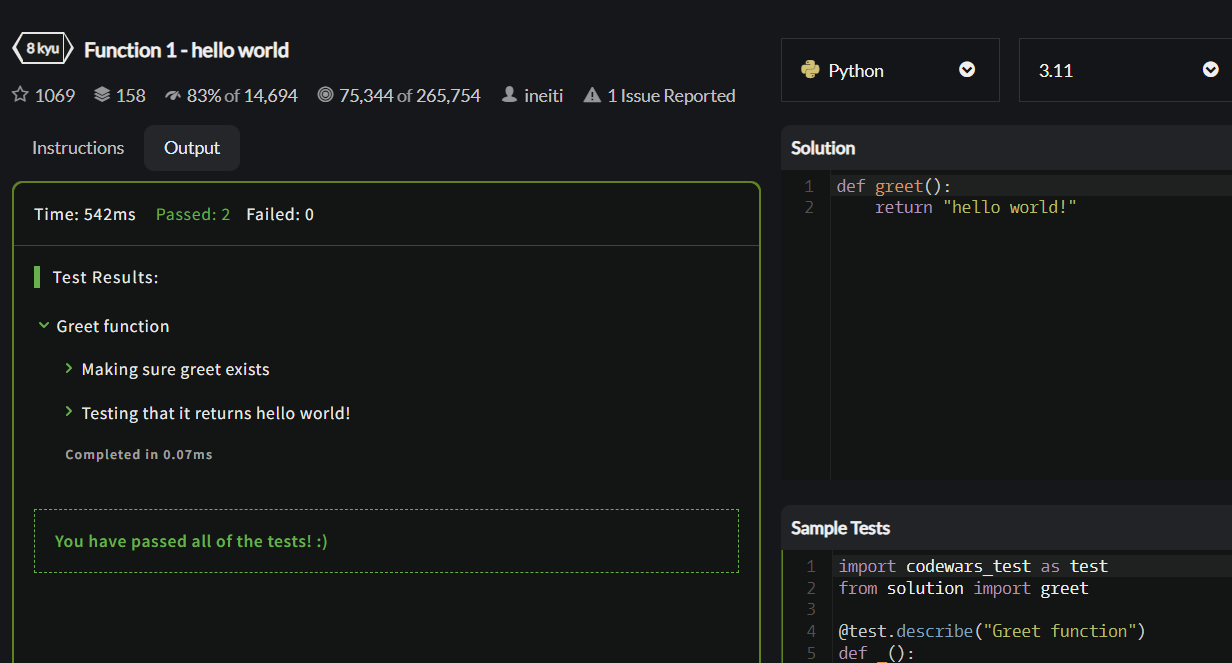 8 kyu Function 1 - hello world
1069 158 83% of 14,694 75,344 of 265,754 ineiti 1 Issue Reported
Instructions Output
Time: 542ms Passed: 2 Failed: 0
Test Results:
Greet function
Making sure greet exists
Testing that it returns hello world!
Completed in 0.07ms
You have passed all of the tests! :)
Python 3.11
Solution
1 def greet():
2     return "hello world!"
Sample Tests
1 import codewars_test as test
2 from solution import greet
3
4 @test.describe("Greet function")
5 def _():